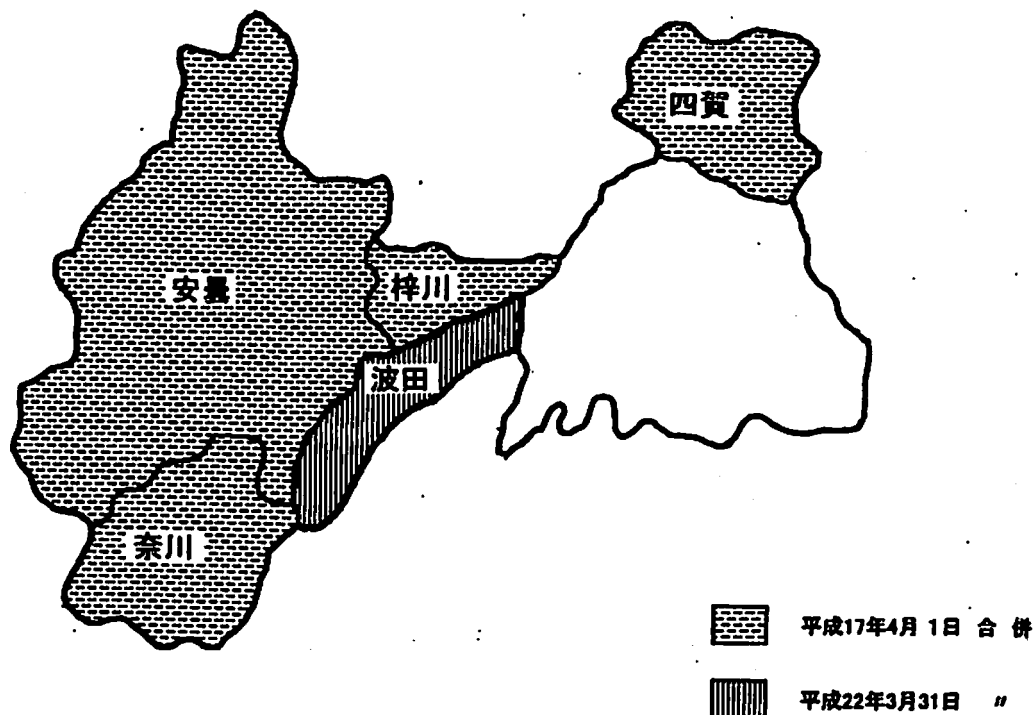 四賀
安曇
梓川
波田
奈川
平成17年4月1日 合併
平成22年3月31日 〃